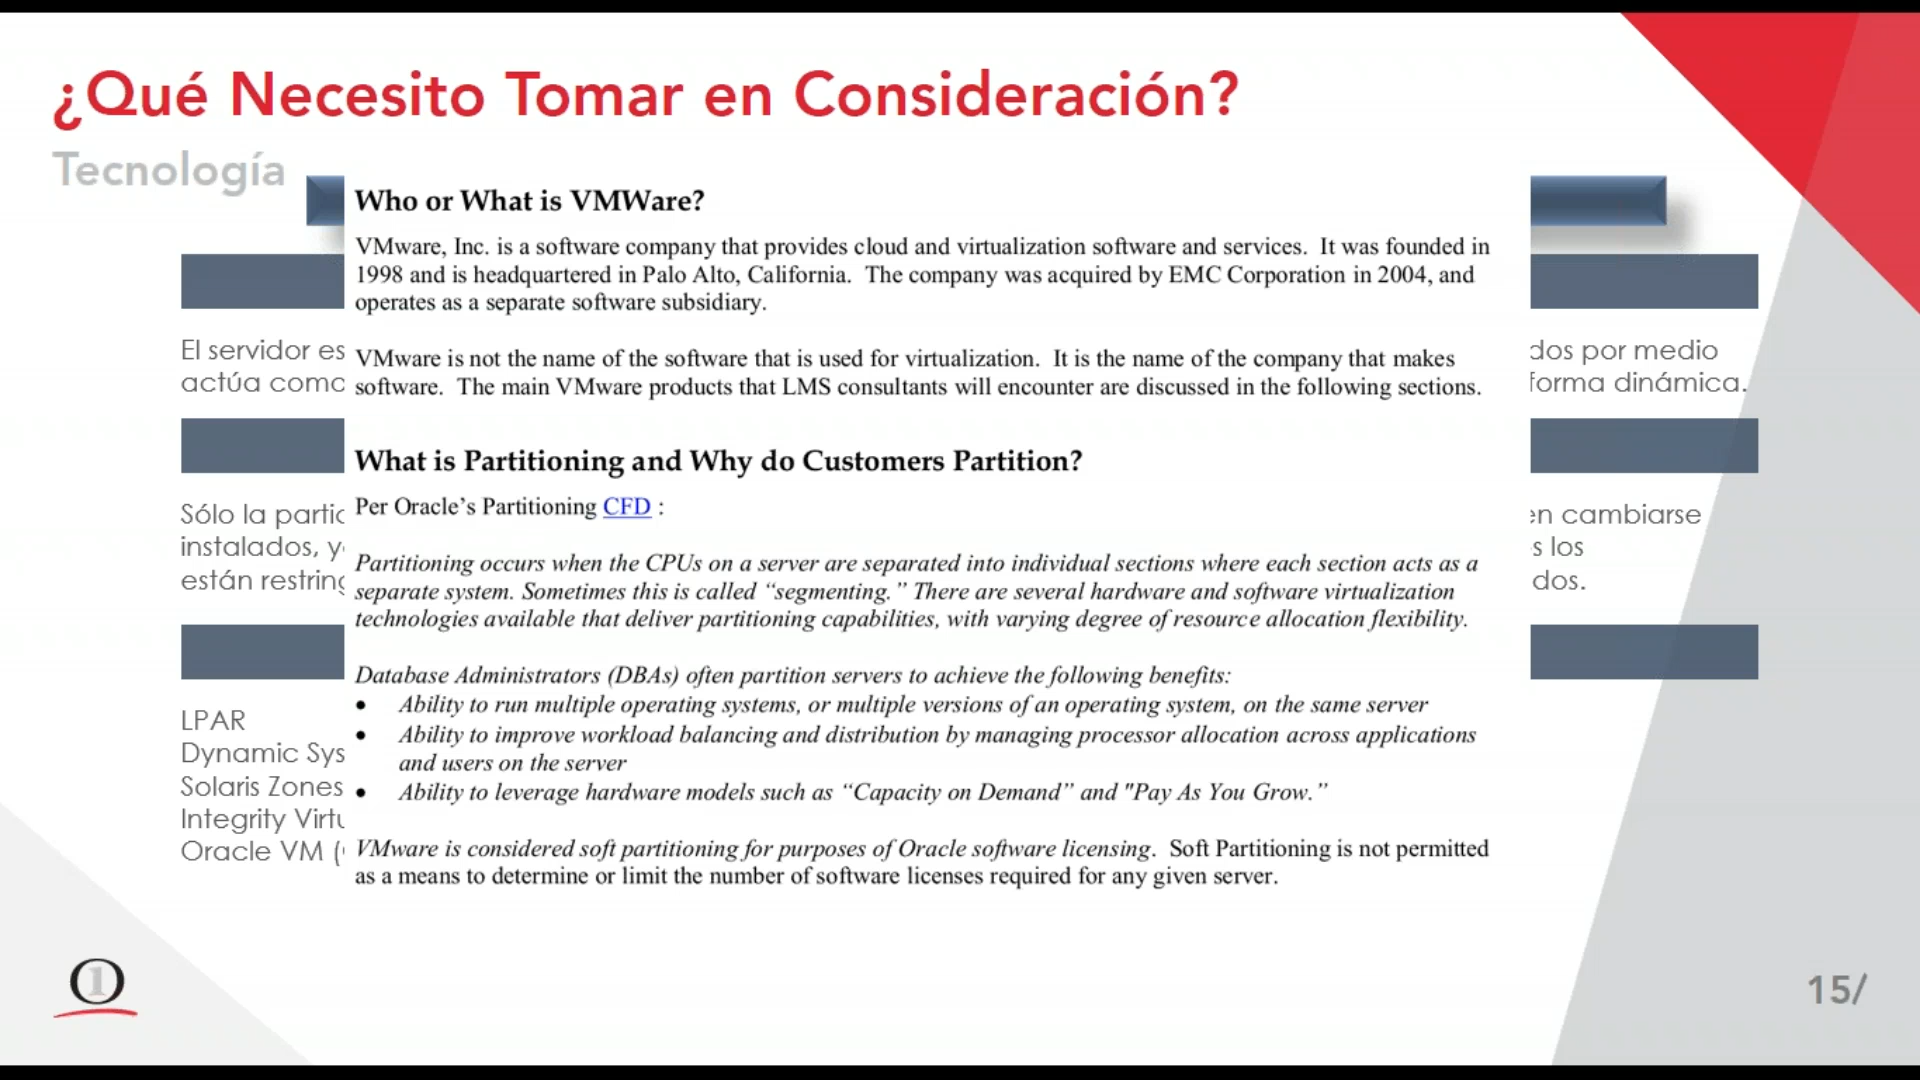 ¿Qué Necesito Tomar en Consideración?
Tecnología
Who or What is VMWare?
VMware, Inc. is a software company that provides cloud and virtualization software and services. It was founded in
1998 and is headquartered in Palo Alto, California. The company was acquired by EMC Corporation in 2004, and
operates as a separate software subsidiary.
VMware is not the name of the software that is used for virtualization. It is the name of the company that makes
software. The main VMware products that LMS consultants will encounter are discussed in the following sections.
What is Partitioning and Why do Customers Partition?
Per Oracle's Partitioning CFD :
Partitioning occurs when the CPUs on a server are separated into individual sections where each section acts as a
separate system. Sometimes this is called “segmenting.” There are several hardware and software virtualization
technologies available that deliver partitioning capabilities, with varying degree of resource allocation flexibility.
Database Administrators (DBAs) often partition servers to achieve the following benefits:
• Ability to run multiple operating systems, or multiple versions of an operating system, on the same server
• Ability to improve workload balancing and distribution by managing processor allocation across applications
and users on the server
• Ability to leverage hardware models such as “Capacity on Demand” and "Pay As You Grow.”
VMware is considered soft partitioning for purposes of Oracle software licensing. Soft Partitioning is not permitted
as a means to determine or limit the number of software licenses required for any given server.
El servidor es
actúa como
Sólo la
instalados,
están
LPAR
Dynamic
Solaris Zones
Integrity
Oracle VM (
por medio
forma dinámica.
cambiarse
los
15/